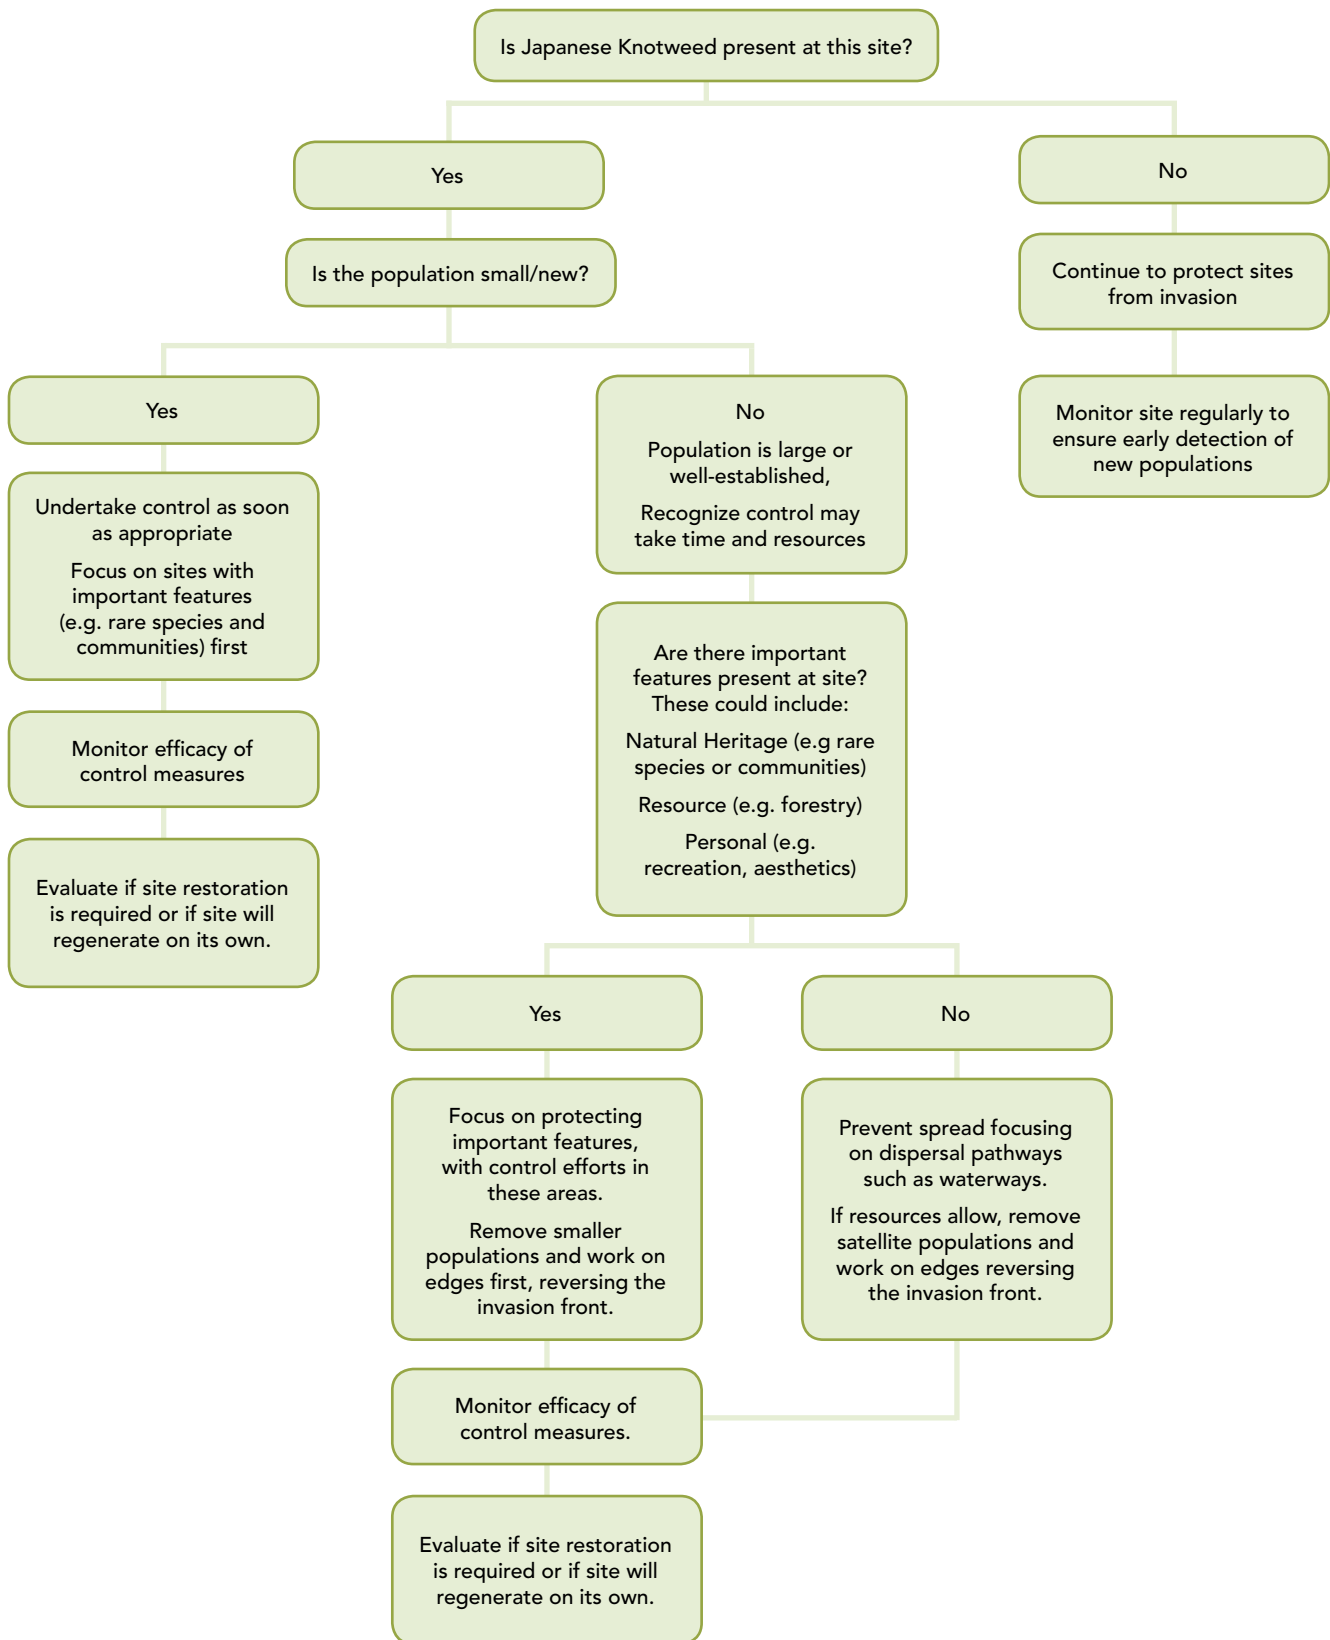 Is Japanese Knotweed present at this site?
Yes
No
Is the population small/new?
Continue to protect sites
from invasion
Yes
No
Population is large or
well-established,
Recognize control may
take time and resources
Monitor site regularly to
ensure early detection of
new populations
Undertake control as soon
as appropriate
Focus on sites with
important features
(e.g. rare species and
communities) first
Are there important
features present at site?
These could include:
Natural Heritage (e.g rare
species or communities)
Resource (e.g. forestry)
Personal (e.g.
recreation, aesthetics)
Monitor efficacy of
control measures
Evaluate if site restoration
is required or if site will
regenerate on its own.
Yes
No
Focus on protecting
important features,
with control efforts in
these areas.
Remove smaller
populations and work on
edges first, reversing the
invasion front.
Prevent spread focusing
on dispersal pathways
such as waterways.
If resources allow, remove
satellite populations and
work on edges reversing
the invasion front.
Monitor efficacy of
control measures.
Evaluate if site restoration
is required or if site will
regenerate on its own.